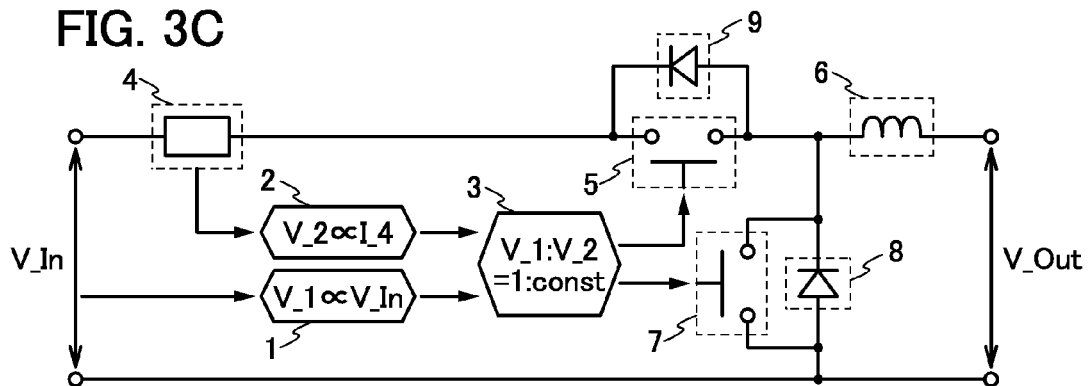 FIG. 3C
9
4
6
5
2
3
V_2∝I_4
V_1:V_2
=1:const
V_In
V_1∝V_In
8
V_Out
7
1